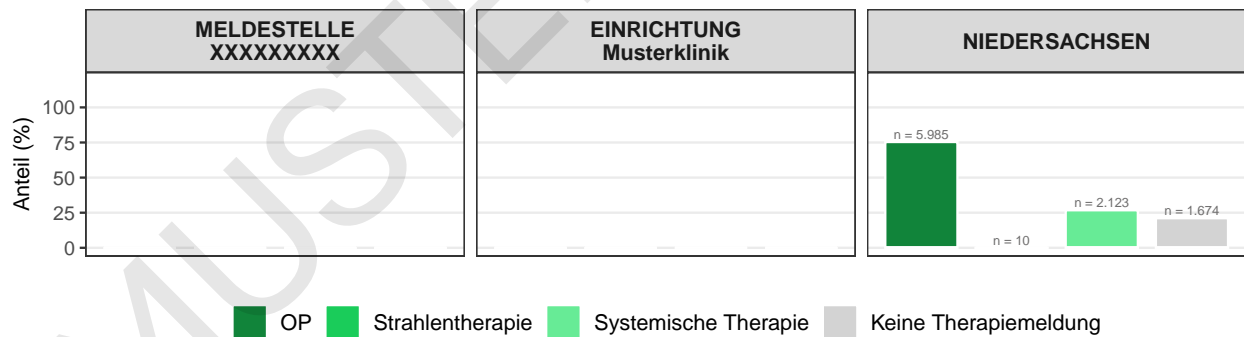 MELDESTELLE
XXXXXXXXX
EINRICHTUNG
Musterklinik
NIEDERSACHSEN
Anteil (%)
100
75
50
25
0
n = 5.985
n = 10
n = 2.123
n = 1.674
OP
Strahlentherapie
Systemische Therapie
Keine Therapiemeldung
MUSTE